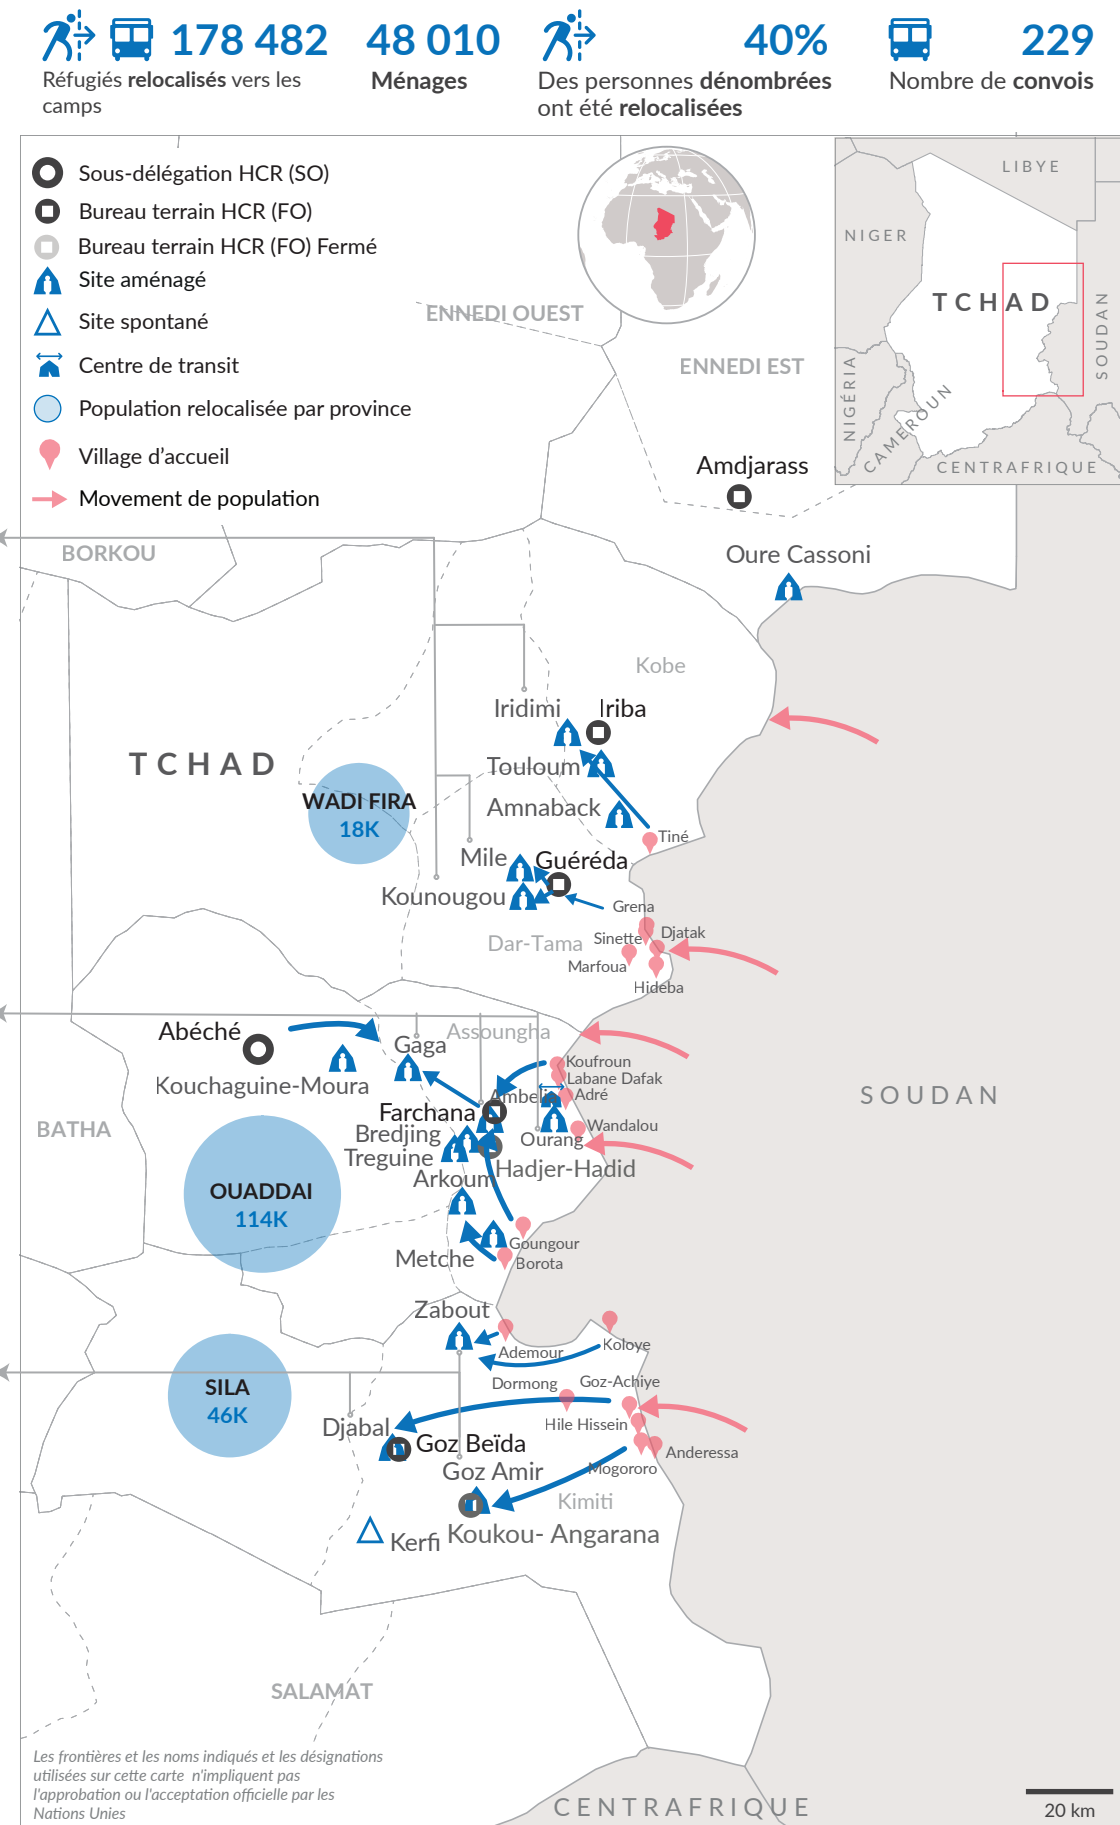 178 482
Réfugiés relocalisés vers les
camps
48 010
Ménages
40%
Des personnes dénombrées
ont été relocalisées
229
Nombre de convois
Sous-délégation HCR (SO)
Bureau terrain HCR (FO)
Bureau terrain HCR (FO) Fermé
Site aménagé
Site spontané
Centre de transit
Population relocalisée par province
Village d'accueil
Movement de population
LIBYE
NIGER
TCHAD
SOUDAN
NIGÉRIA
CAMEROUN
CENTRAFRIQUE
ENNEDI OUEST
ENNEDI EST
Amdjarass
BORKOU
Oure Cassoni
Kobe
Iridimi
Iriba
TCHAD
Touloum
WADI FIRA
18K
Amnaback
Tiné
Mile
Guéréda
Kounougou
Grena
Sinette
Djatak
Dar-Tama
Marfoua
Hideba
Abéché
Assoungha
Gaga
Koufroun
Labane Dafak
Kouchaguine-Moura
Ambelia
Adré
SOUDAN
Farchana
BATHA
Bredjing
Ourang
Wandalou
Treguine
Hadjer-Hadid
Arkoum
OUADDAI
114K
Goungour
Metche
Borota
Zabout
Ademour
Koloye
SILA
46K
Dormong
Goz-Achiye
Djabal
Hile Hissein
Goz Beïda
Anderessa
Goz Amir
Mogororo
Kimiti
Kerfi
Koukou- Angarana
SALAMAT
Les frontières et les noms indiqués et les désignations
utilisées sur cette carte n'impliquent pas
l'approbation ou l'acceptation officielle par les
Nations Unies
CENTRAFRIQUE
20 km